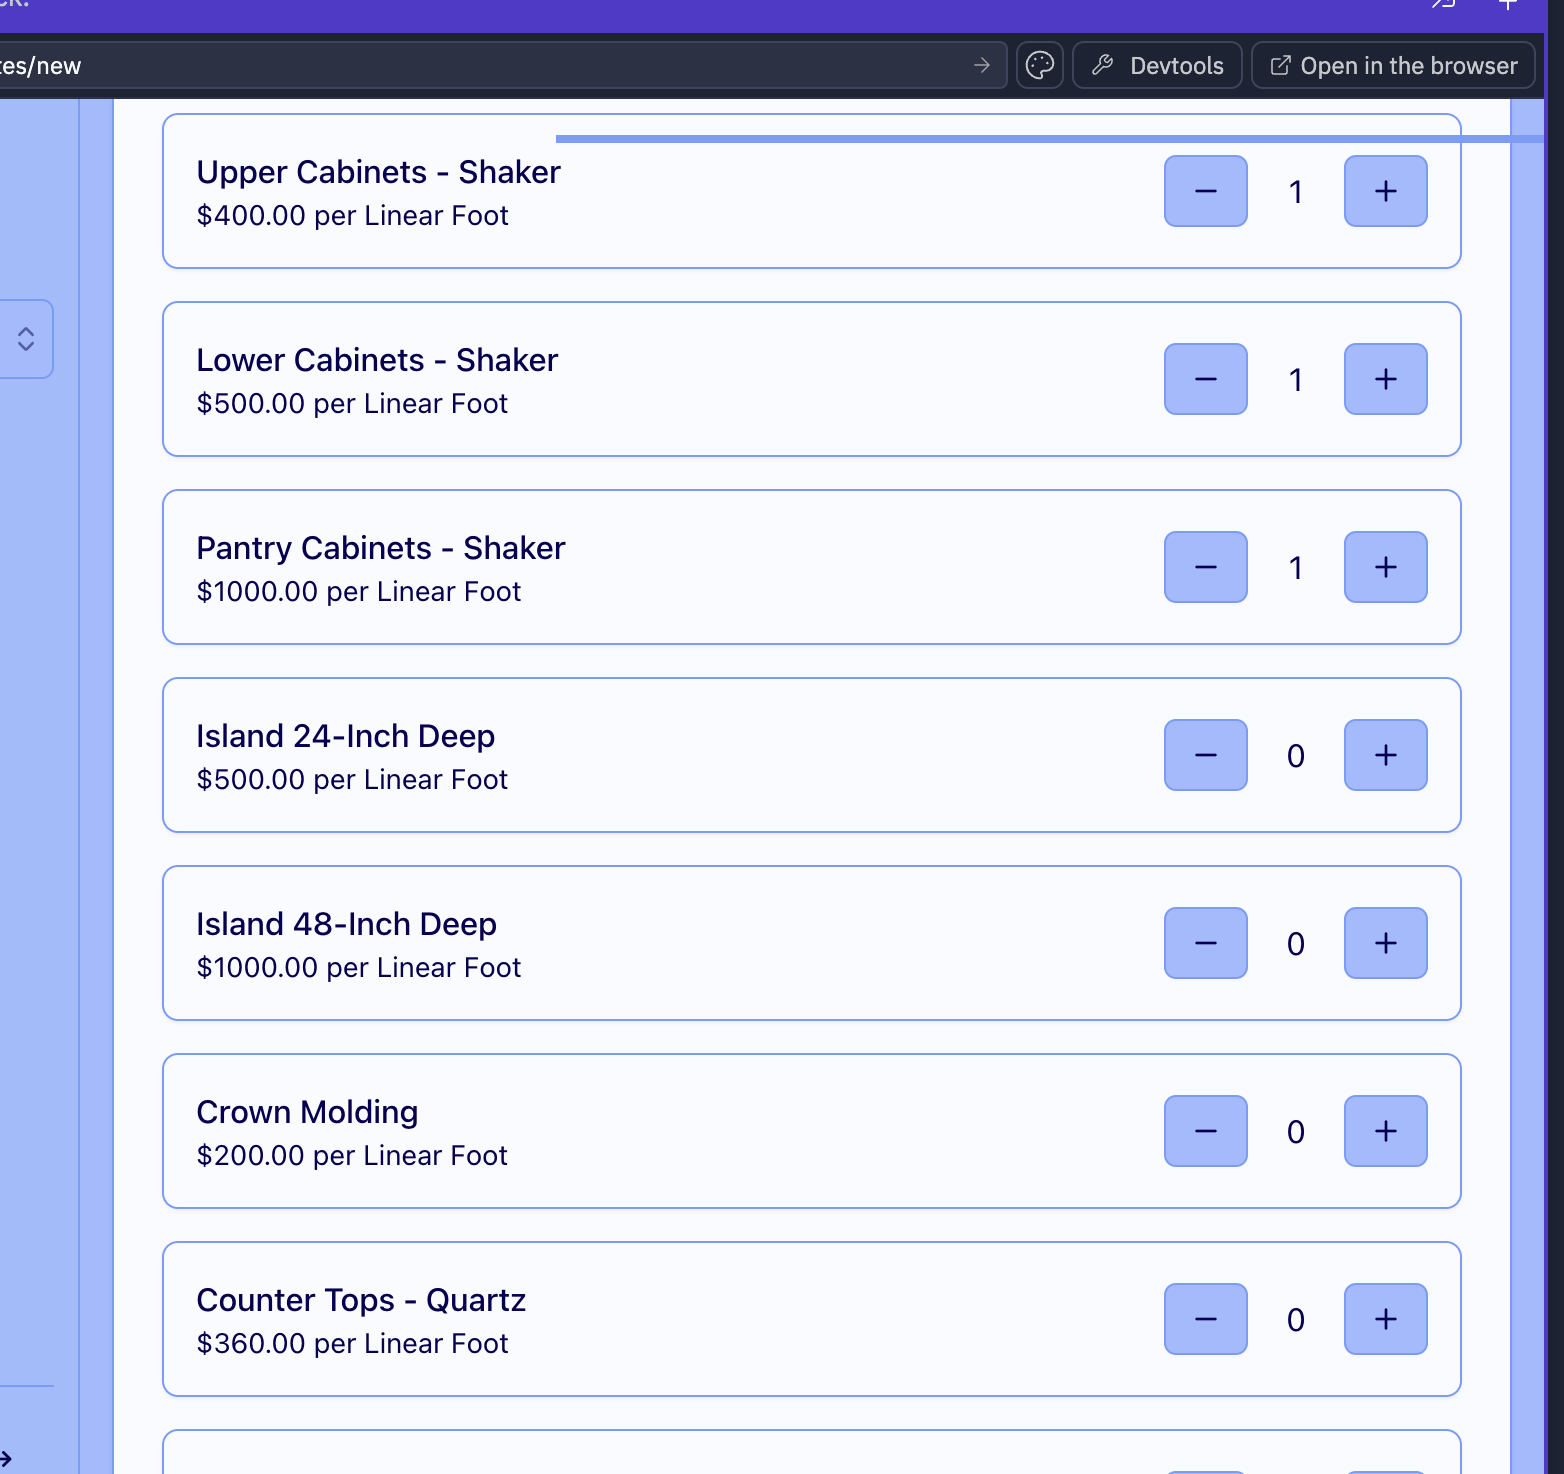 ck.
tes/new
Devtools
Open in the browser
Upper Cabinets - Shaker
$400.00 per Linear Foot
1
Lower Cabinets - Shaker
$500.00 per Linear Foot
1
Pantry Cabinets - Shaker
$1000.00 per Linear Foot
1
Island 24-Inch Deep
$500.00 per Linear Foot
0
Island 48-Inch Deep
$1000.00 per Linear Foot
0
Crown Molding
$200.00 per Linear Foot
0
Counter Tops - Quartz
$360.00 per Linear Foot
0